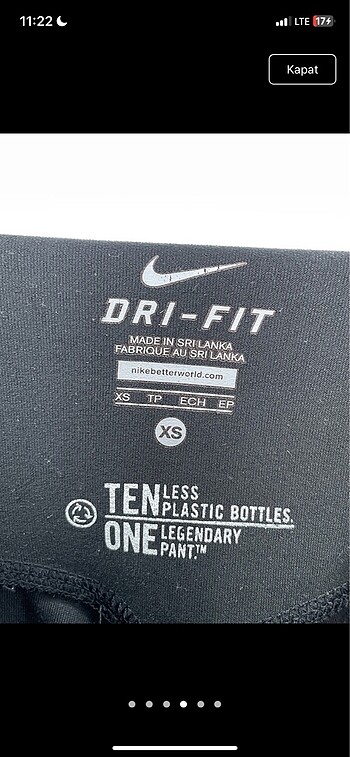 11:22
LTE
17
Kapat
DRI-FIT
MADE IN SRI LANKA
FABRIQUE AU SRI LANKA
nikebetterworld.com
XS TP ECH EP
XS
TEN LESS PLASTIC BOTTLES.
ONE LEGENDARY PANT.™